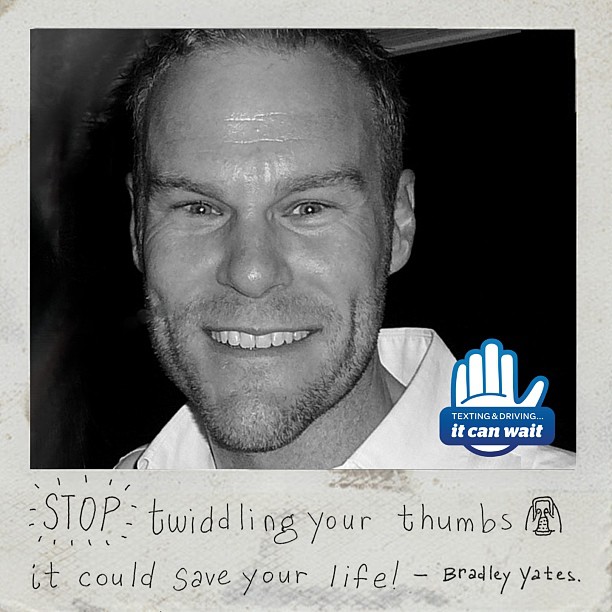 TEXTING & DRIVING...
it can wait
STOP twiddling your thumbs
it could save your life! – Bradley Yates.